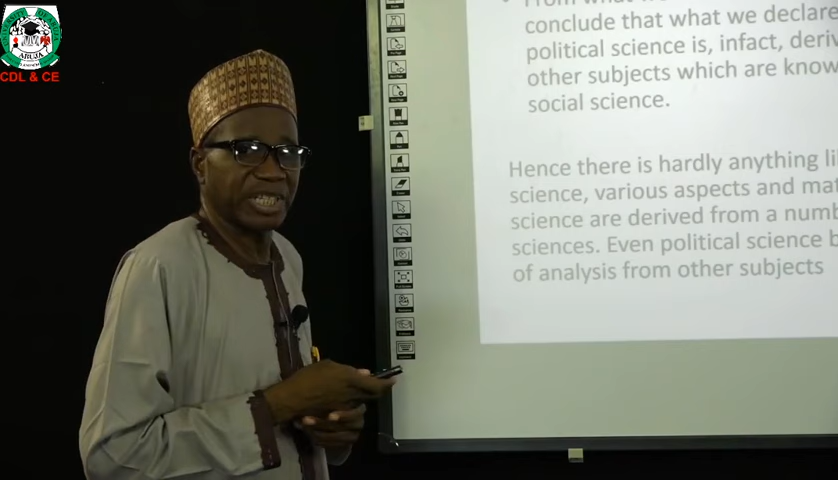 ABUJA
CDL & CE
conclude that what we declare
political science is, infact, deriv
other subjects which are know
social science.
Hence there is hardly anything li
science, various aspects and mat
science are derived from a numb
sciences. Even political science b
of analysis from other subjects